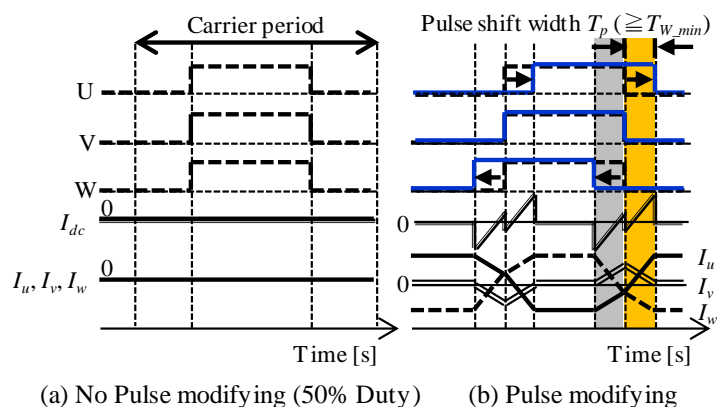 Carrier period
Pulse shift width T_p (≧T_W_min)
U
V
W
0
I_dc
0
I_u, I_v, I_w
Time [s]
(a) No Pulse modifying (50% Duty)
0
0
I_u
I_v
I_w
Time [s]
(b) Pulse modifying